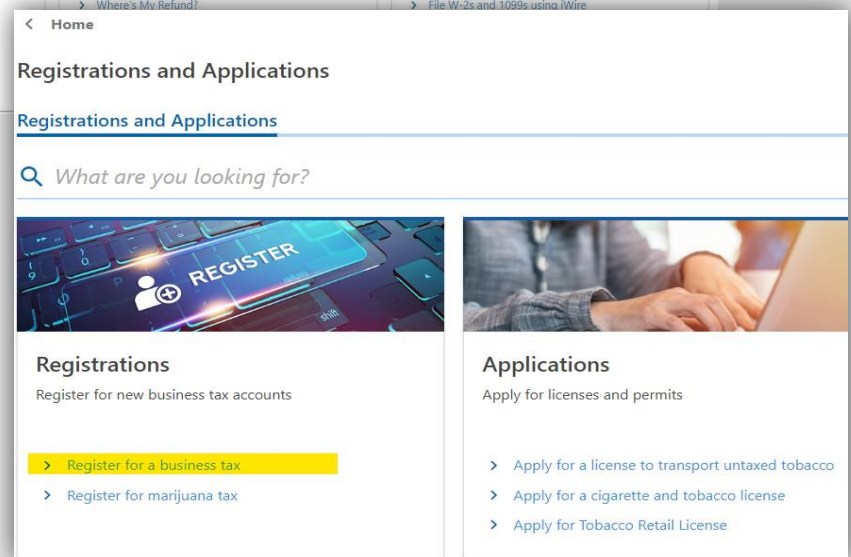 > Where's My Refund?
> File W-2s and 1099s using iWire
< Home
Registrations and Applications
Registrations and Applications
What are you looking for?
REGISTER
shift
Registrations
Register for new business tax accounts
> Register for a business tax
> Register for marijuana tax
Applications
Apply for licenses and permits
> Apply for a license to transport untaxed tobacco
> Apply for a cigarette and tobacco license
> Apply for Tobacco Retail License